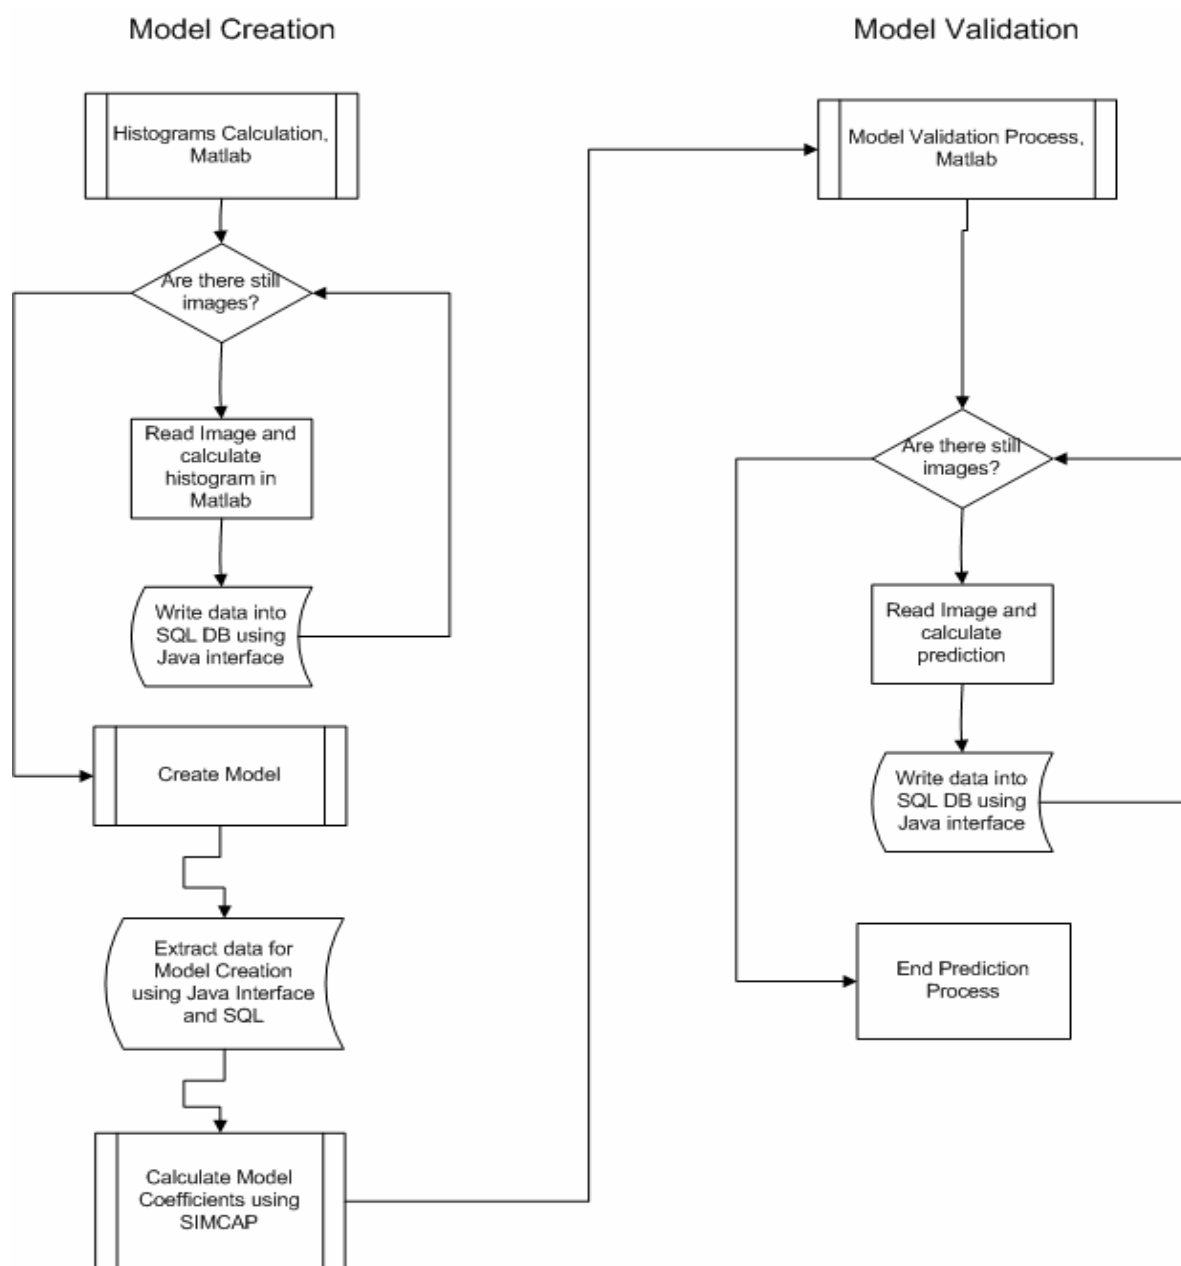 Model Creation
Histograms Calculation,
Matlab
Are there still
images?
Read Image and
calculate
histogram in
Matlab
Write data into
SQL DB using
Java interface
Create Model
Extract data for
Model Creation
using Java Interface
and SQL
Calculate Model
Coefficients using
SIMCAP
Model Validation
Model Validation Process,
Matlab
Are there still
images?
Read Image and
calculate
prediction
Write data into
SQL DB using
Java interface
End Prediction
Process